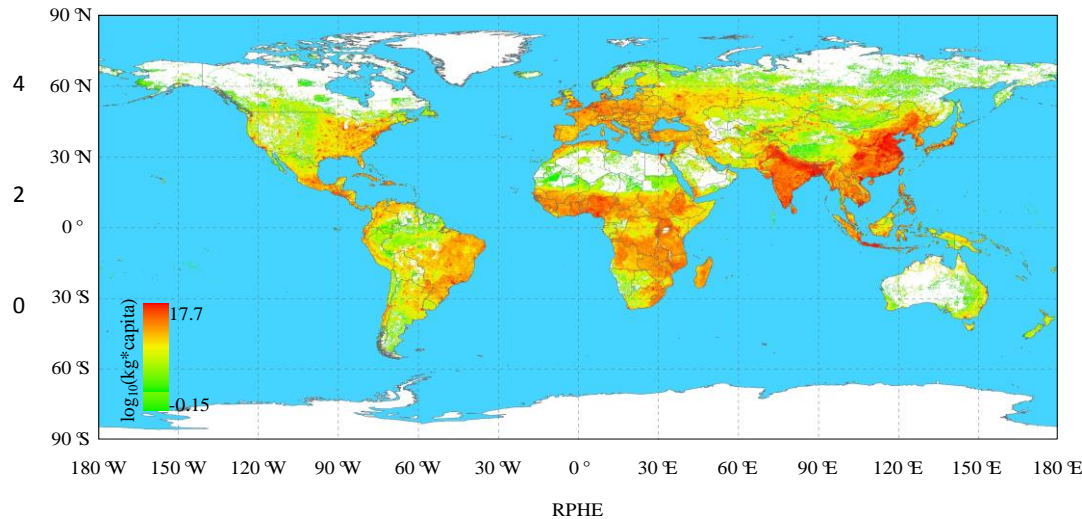 90 °N
4
60 °N
30 °N
2
0 °
0
30 °S
log₁₀(kg*capita)
17.7
-0.15
60 °S
90 °S
180 °W 150 °W 120 °W 90 °W 60 °W 30 °W 0 ° 30 °E 60 °E 90 °E 120 °E 150 °E 180 °E
RPHE